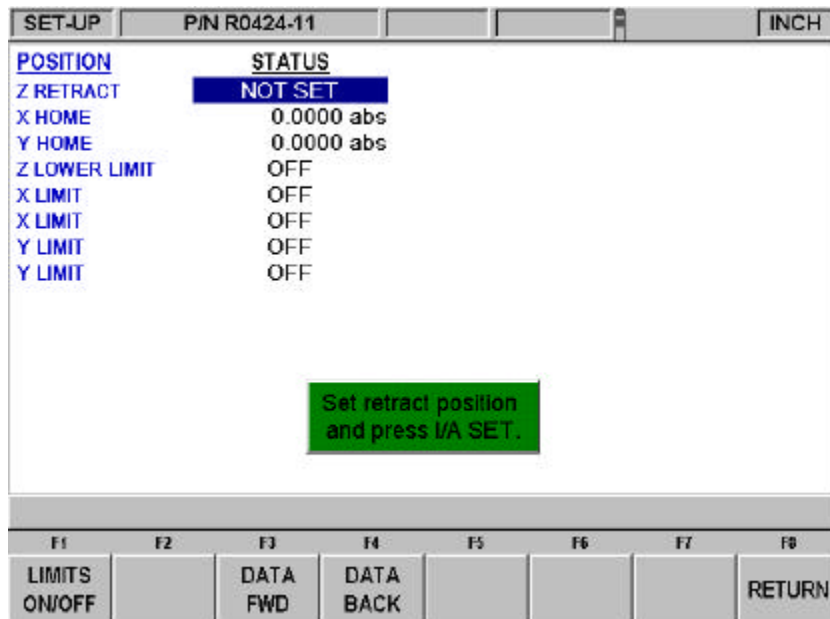 SET-UP P/N R0424-11 INCH
POSITION STATUS
Z RETRACT NOT SET
X HOME 0.0000 abs
Y HOME 0.0000 abs
Z LOWER LIMIT OFF
X LIMIT OFF
X LIMIT OFF
Y LIMIT OFF
Y LIMIT OFF
Set retract position
and press I/A SET.
F1 F2 F3 F4 F5 F6 F7 F8
LIMITS DATA DATA RETURN
ON/OFF FWD BACK